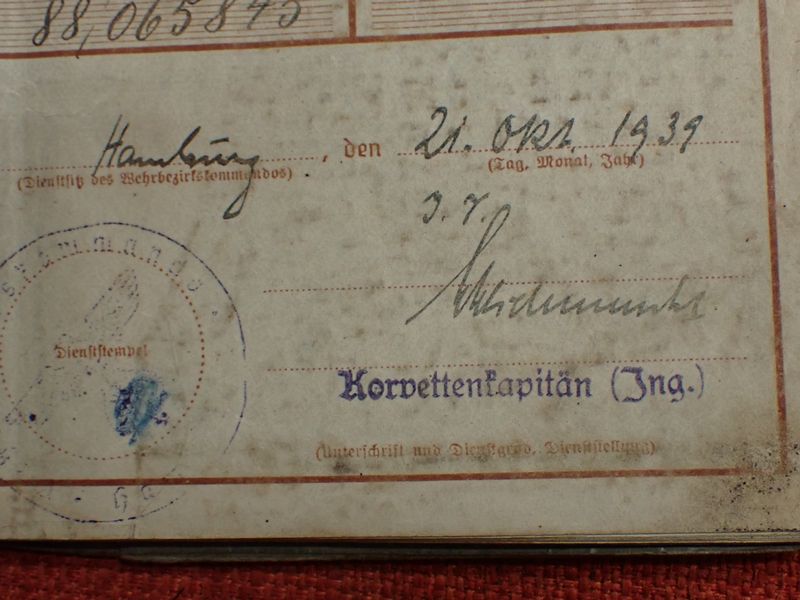 88,065843
Hamburg, den 21. Okt. 1939
(Dienstsitz des Wehrbezirkskommandos) (Tag, Monat, Jahr)
Dienststempel
Korvettenkapitän (Ing.)
(Unterschrift und Dienstgrad, Dienststellung)